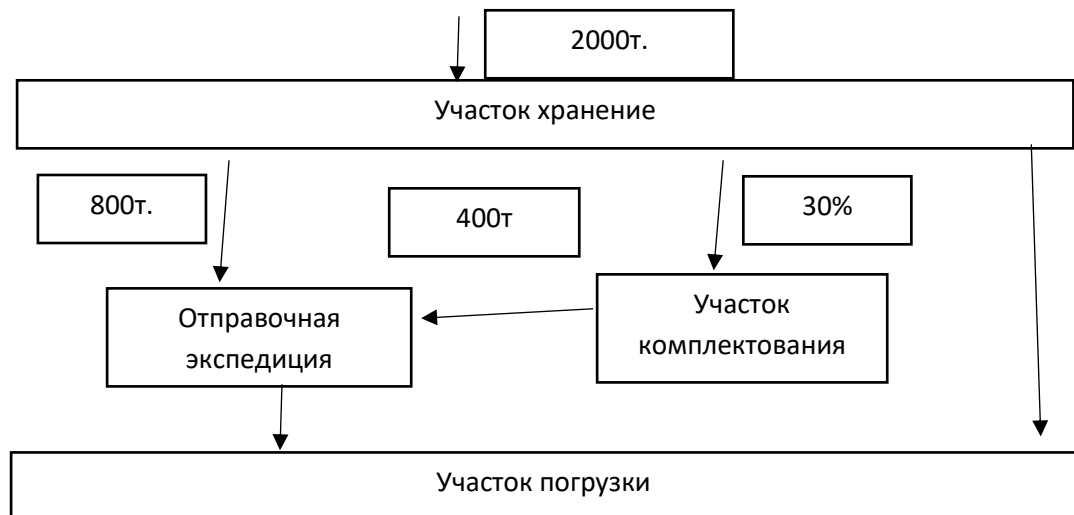 2000т.
Участок хранение
800т.
400т
30%
Отправочная
экспедиция
Участок
комплектования
Участок погрузки